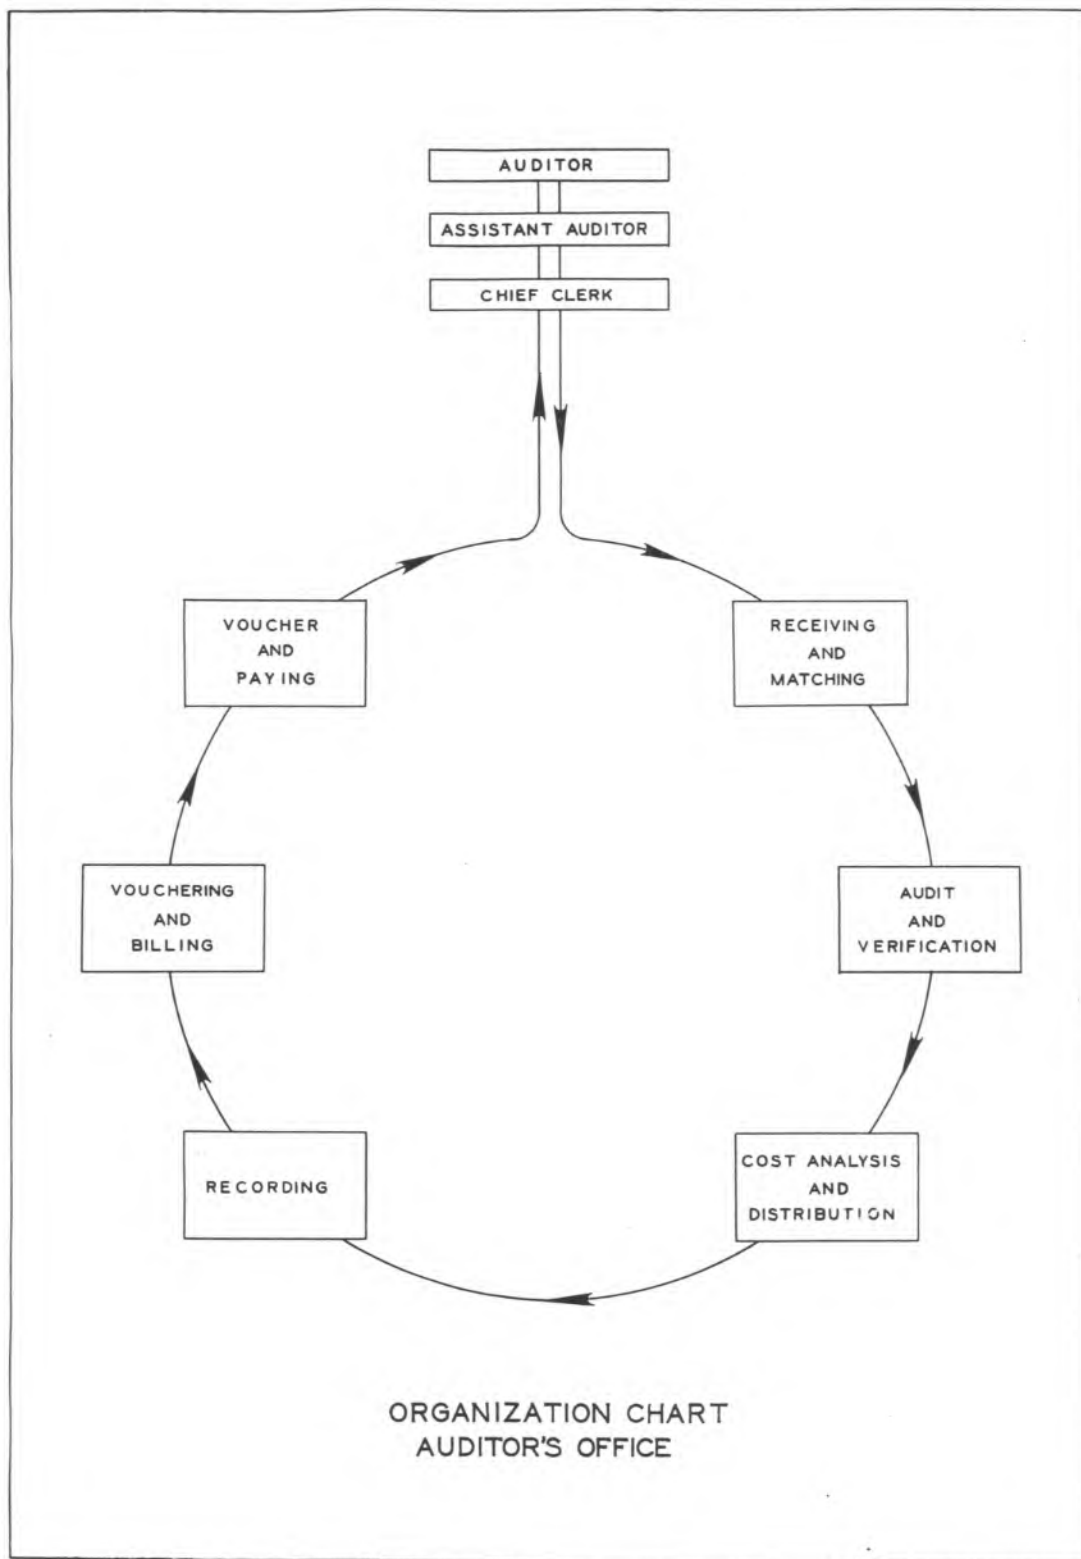 AUDITOR
ASSISTANT AUDITOR
CHIEF CLERK
VOUCHER
AND
PAYING
RECEIVING
AND
MATCHING
VOUCHERING
AND
BILLING
AUDIT
AND
VERIFICATION
RECORDING
COST ANALYSIS
AND
DISTRIBUTION
ORGANIZATION CHART
AUDITOR'S OFFICE